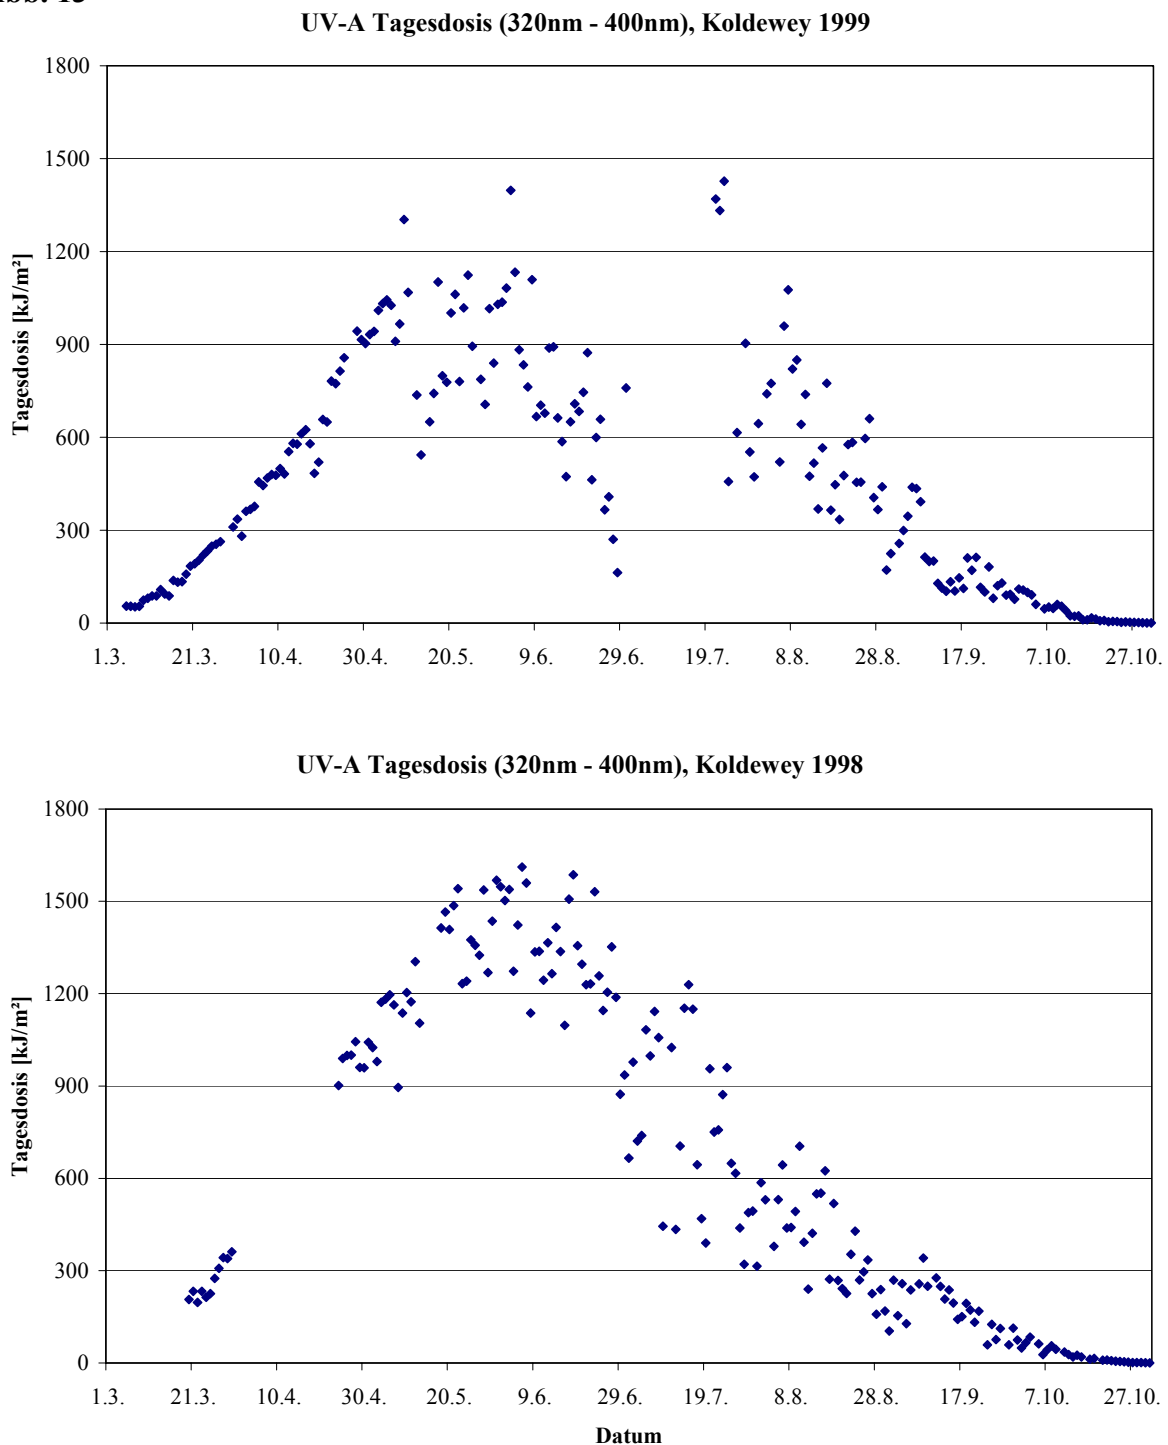 UV-A Tagesdosis (320nm - 400nm), Koldewey 1999
1800
1500
1200
900
600
300
0
Tagesdosis [kJ/m²]
1.3. 21.3. 10.4. 30.4. 20.5. 9.6. 29.6. 19.7. 8.8. 28.8. 17.9. 7.10. 27.10.
UV-A Tagesdosis (320nm - 400nm), Koldewey 1998
1800
1500
1200
900
600
300
0
Tagesdosis [kJ/m²]
1.3. 21.3. 10.4. 30.4. 20.5. 9.6. 29.6. 19.7. 8.8. 28.8. 17.9. 7.10. 27.10.
Datum